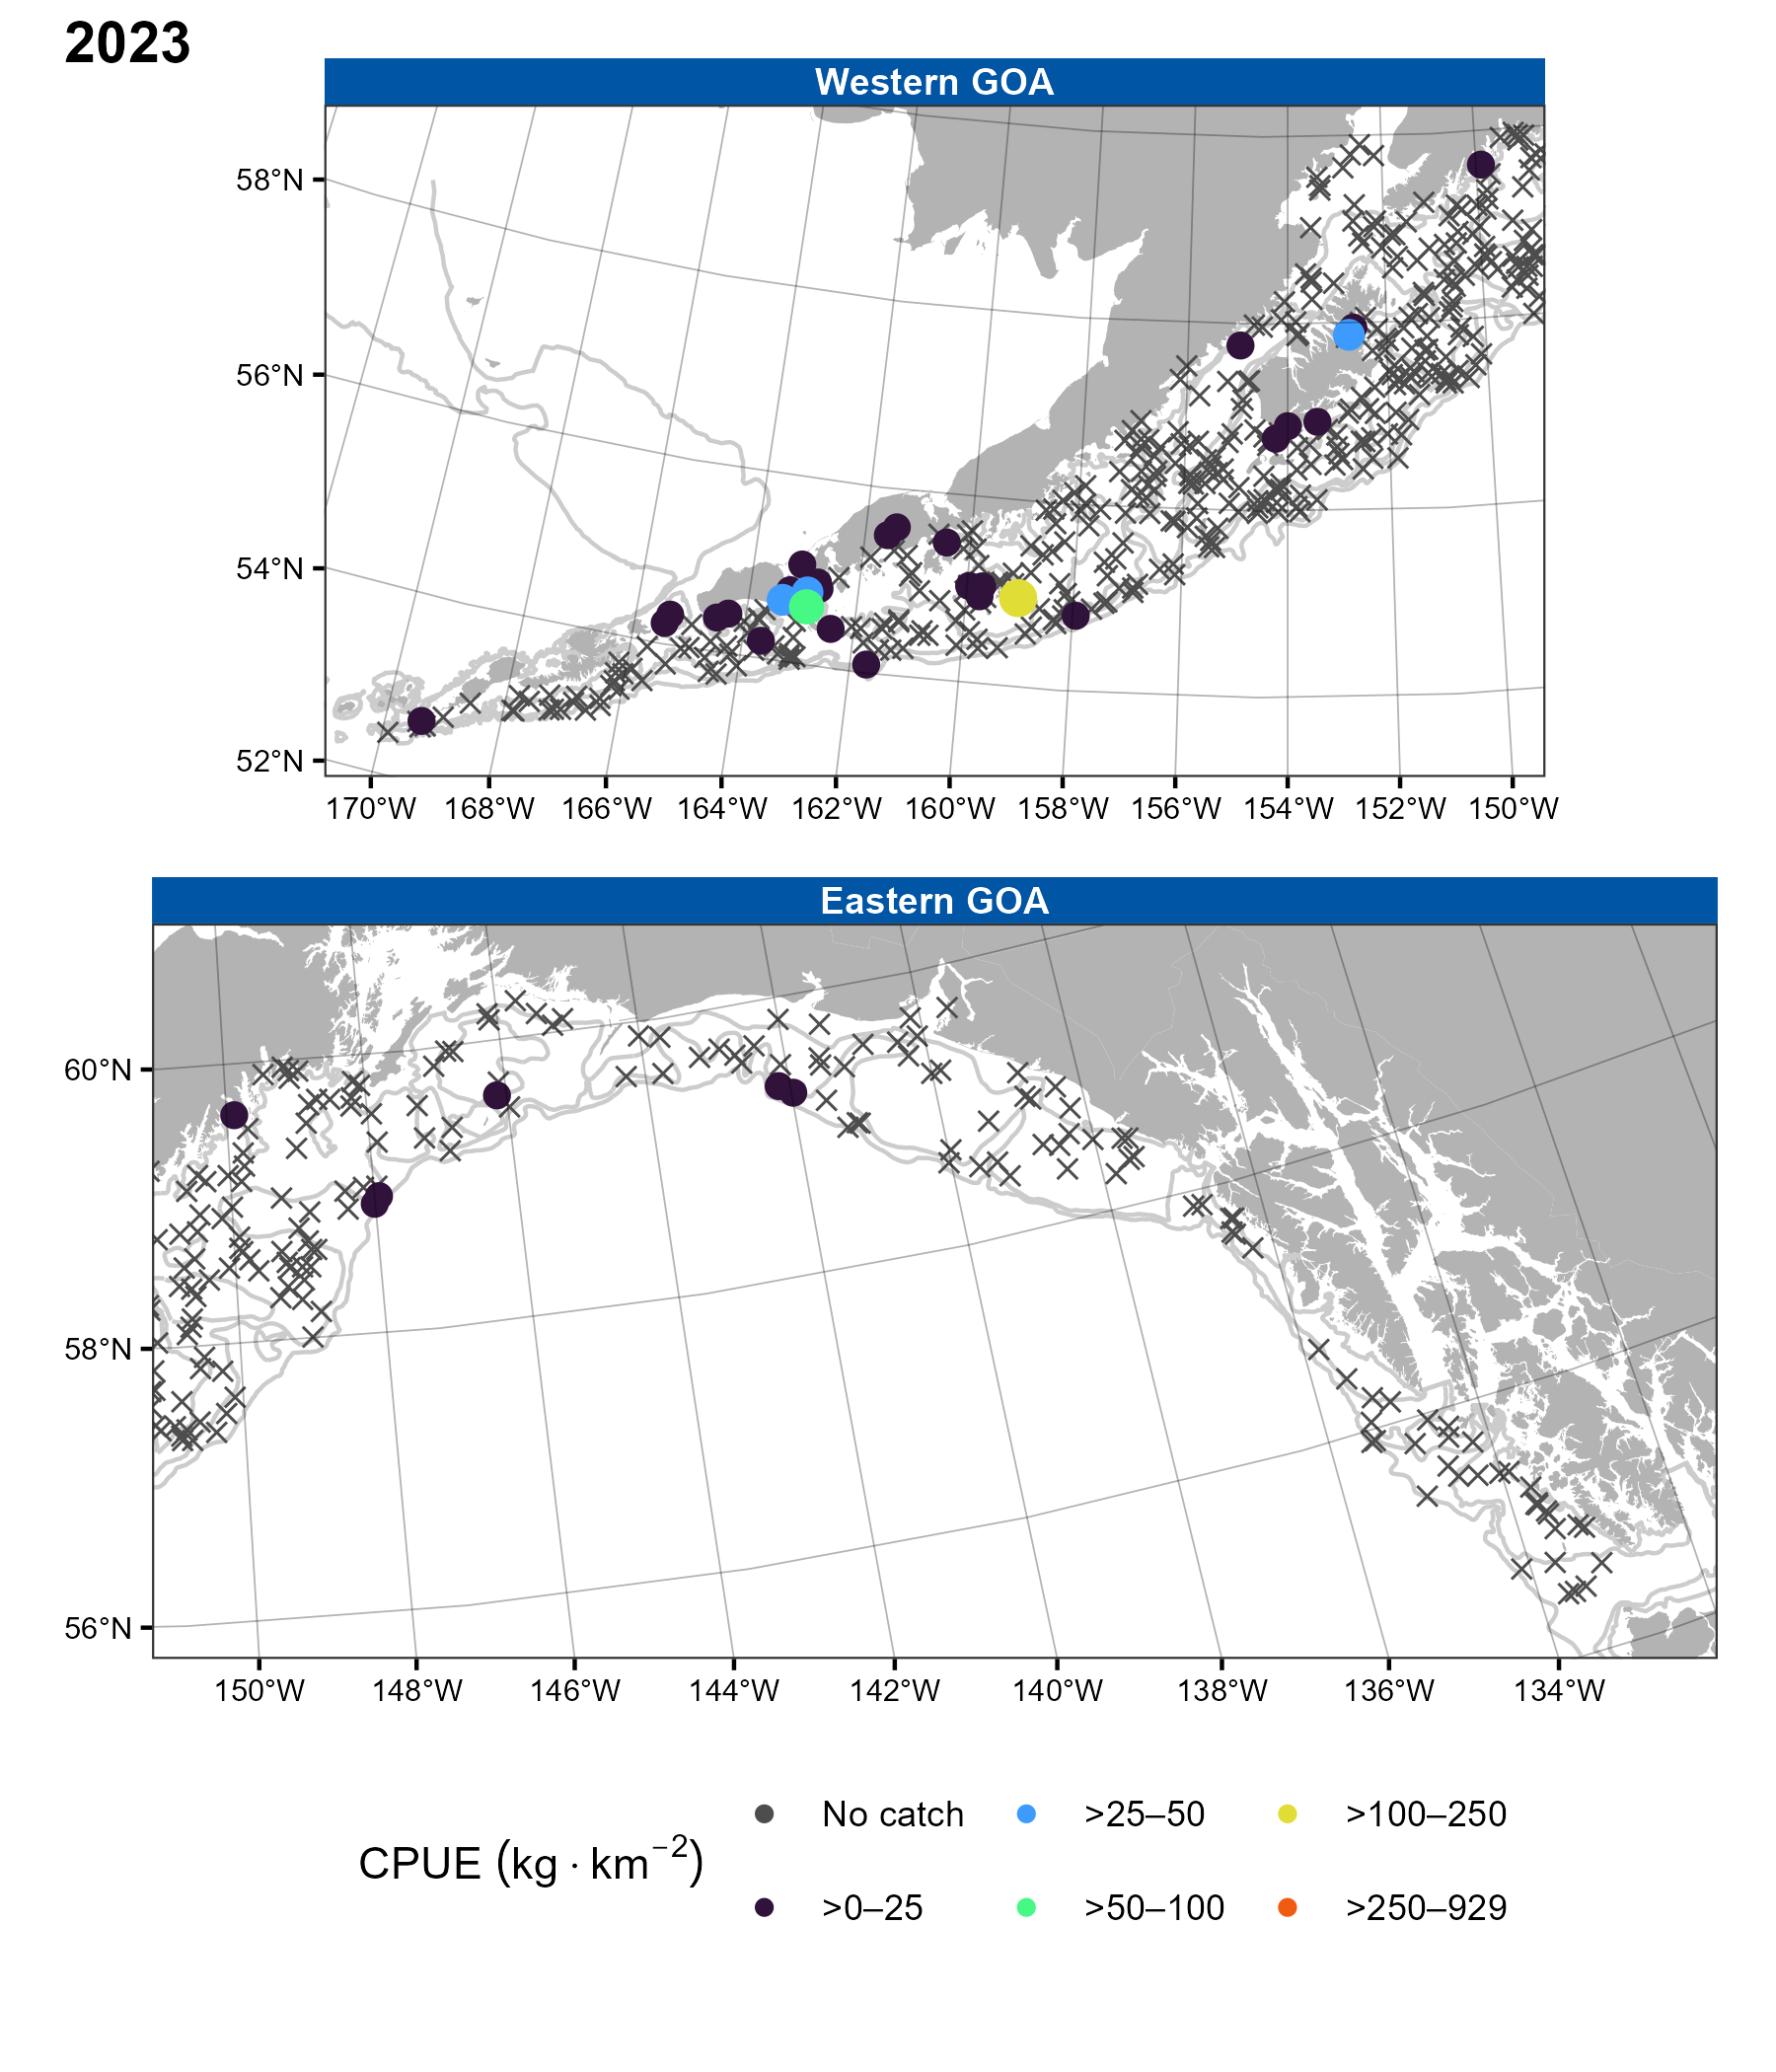 2023
Western GOA
58°N
56°N
54°N
52°N
170°W 168°W 166°W 164°W 162°W 160°W 158°W 156°W 154°W 152°W 150°W
Eastern GOA
60°N
58°N
56°N
150°W 148°W 146°W 144°W 142°W 140°W 138°W 136°W 134°W
CPUE (kg · km⁻²)
No catch >25–50 >100–250
>0–25 >50–100 >250–929